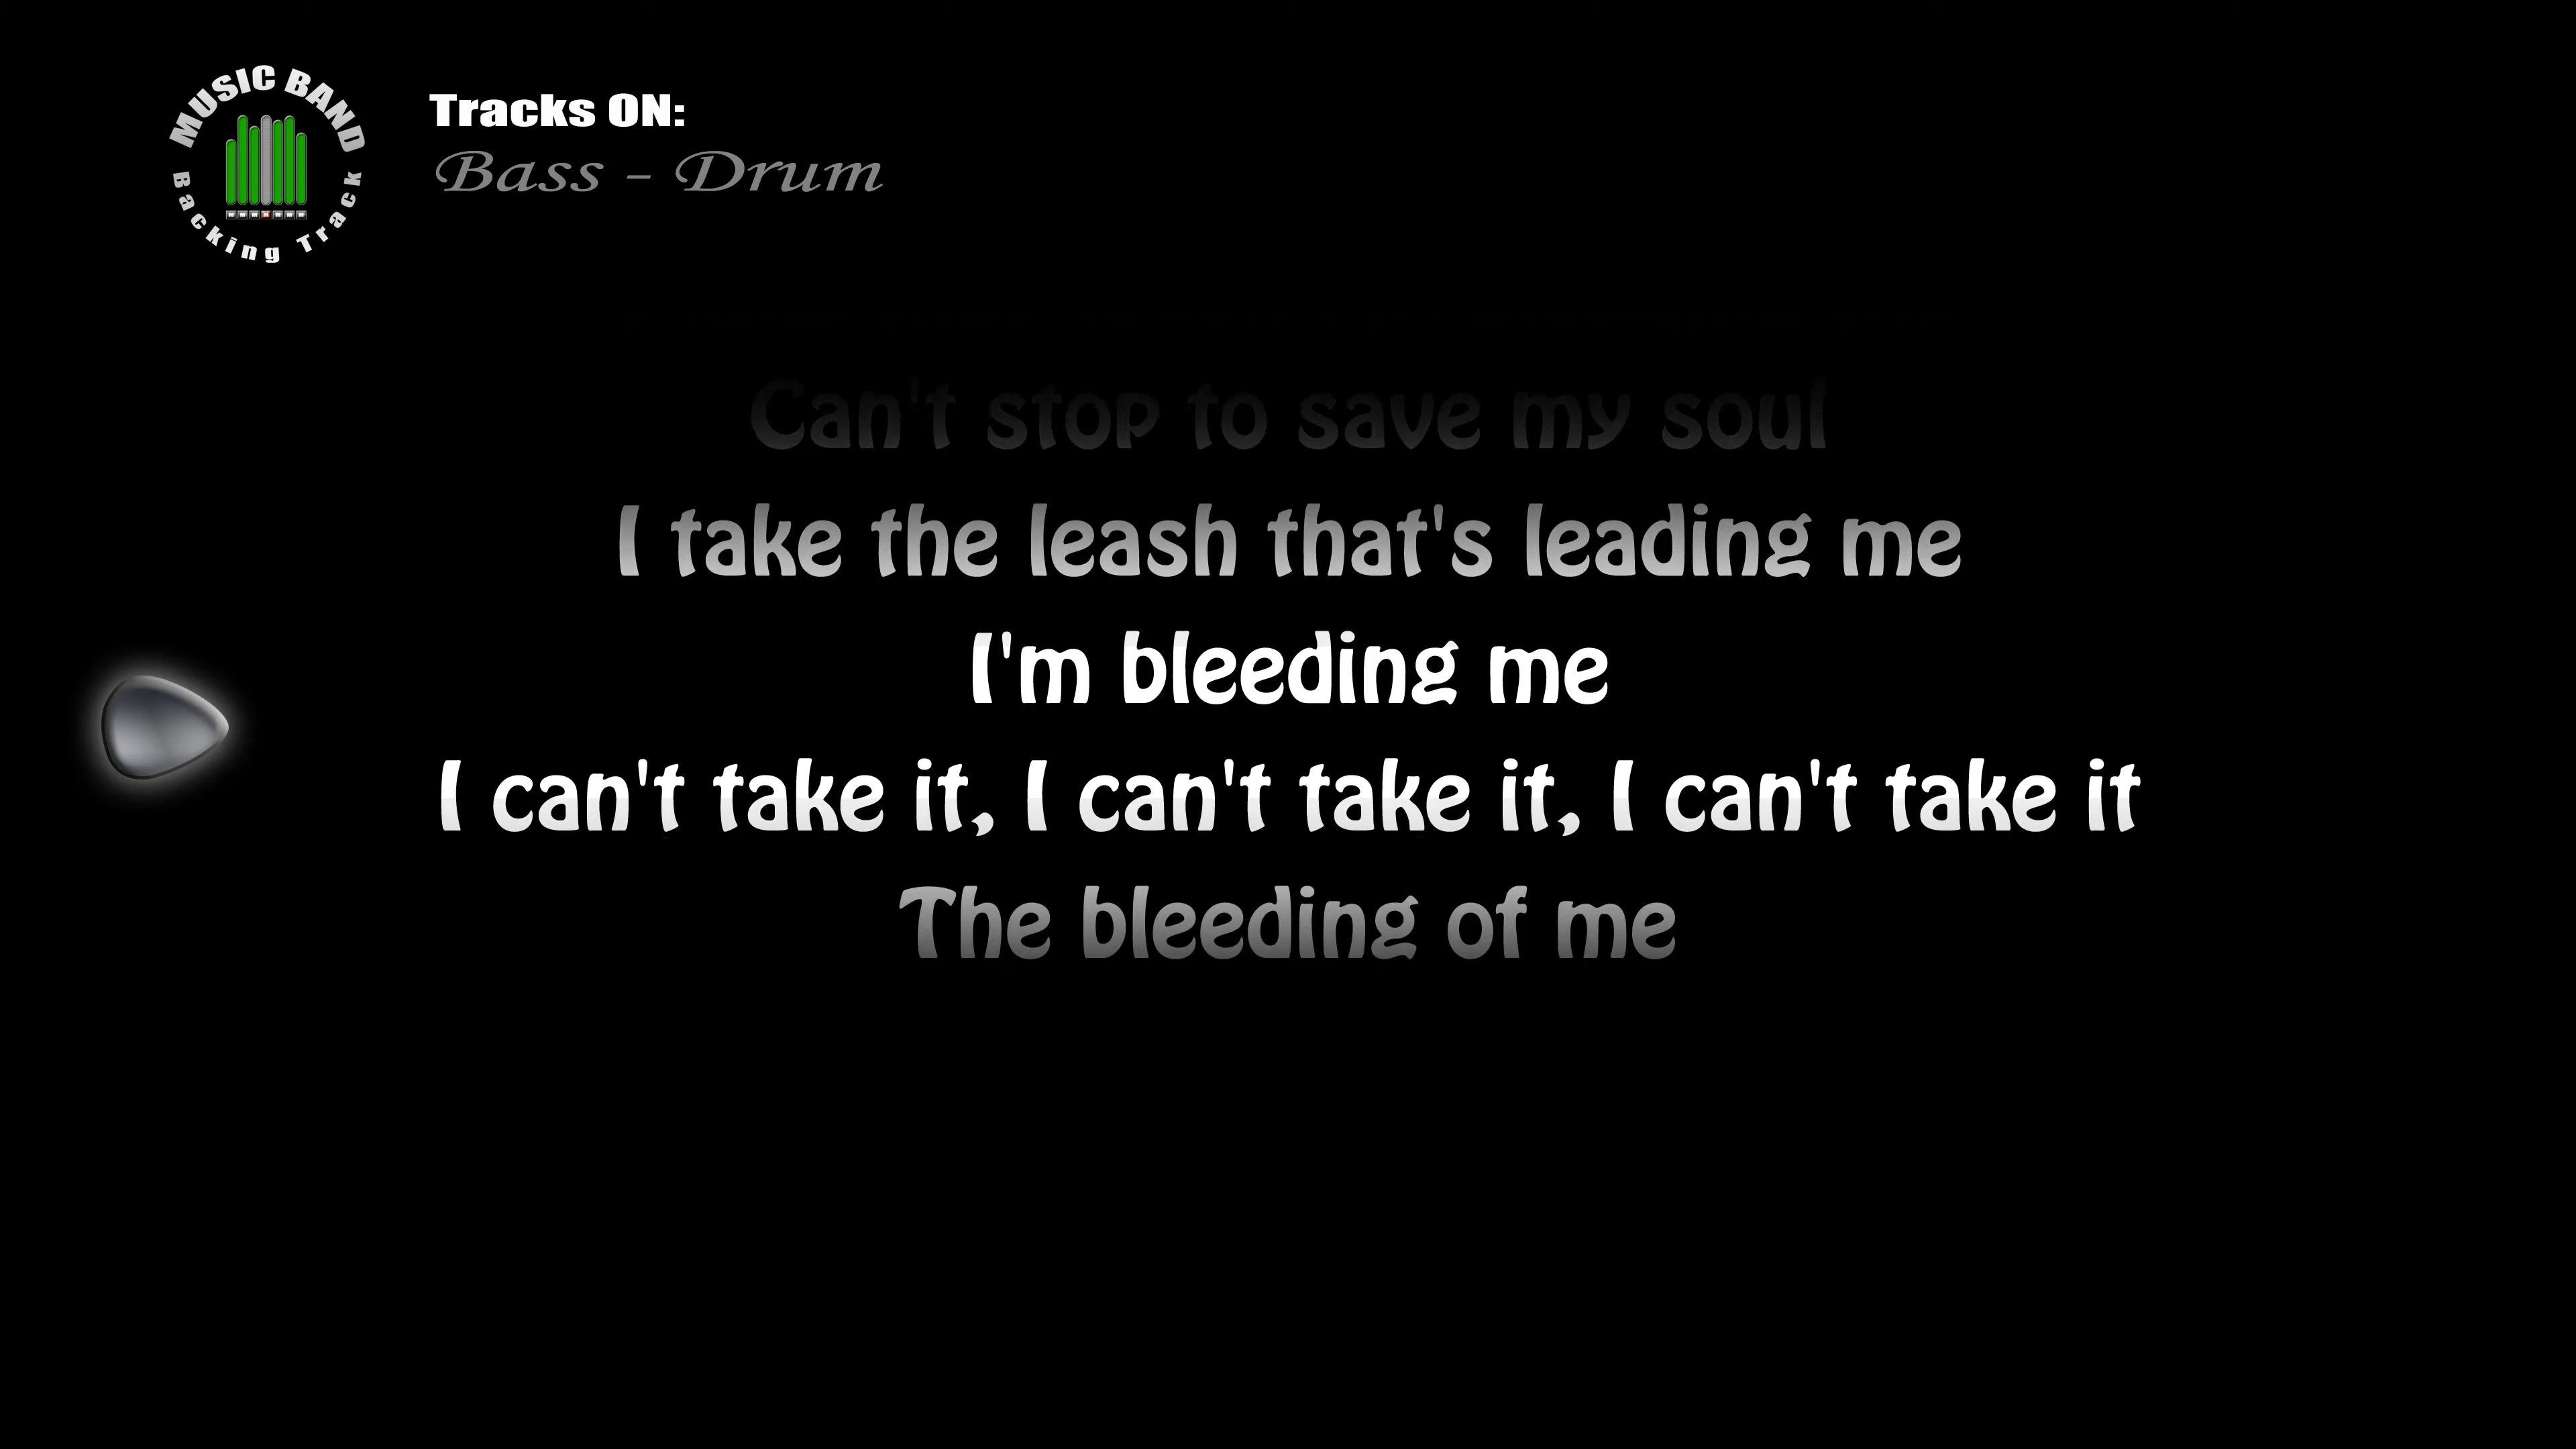 MUSIC BAND
Backing Track
Tracks ON:
Bass - Drum
Can't stop to save my soul
I take the leash that's leading me
I'm bleeding me
I can't take it, I can't take it, I can't take it
The bleeding of me